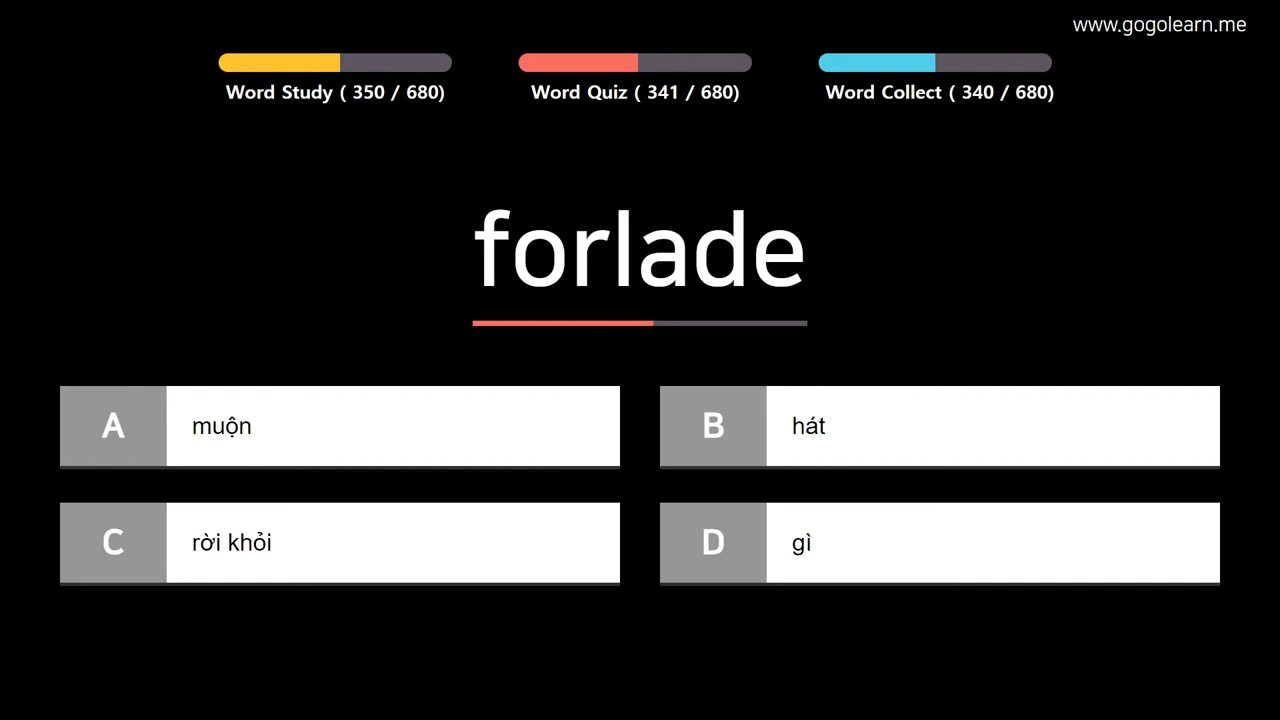 www.gogolearn.me
Word Study ( 350 / 680)
Word Quiz ( 341 / 680)
Word Collect ( 340 / 680)
forlade
A
muộn
B
hát
C
rời khỏi
D
gì